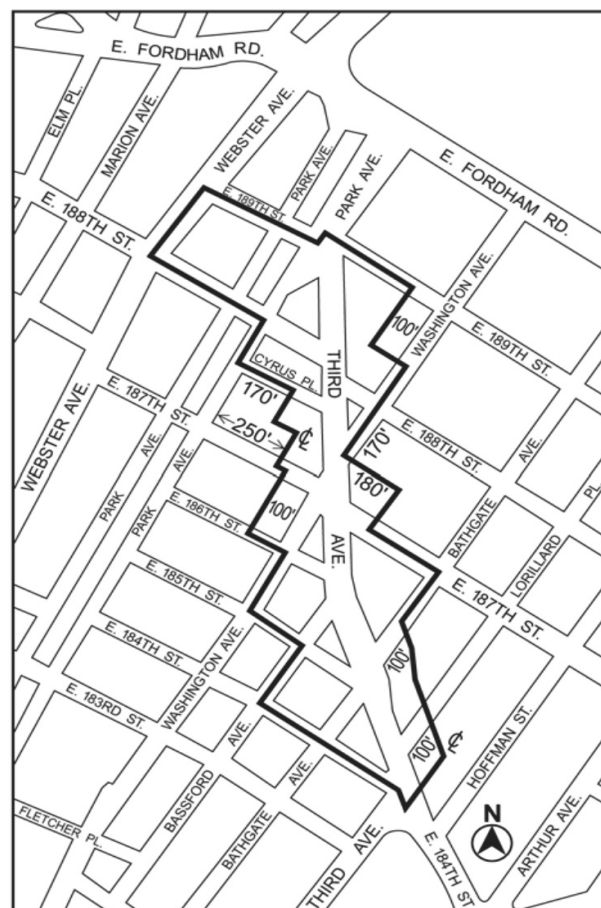 E. FORDHAM RD.
ELM PL.
MARION AVE.
WEBSTER AVE.
PARK AVE.
PARK AVE.
E. FORDHAM RD.
E. 189TH ST.
E. 188TH ST.
WASHINGTON AVE.
100'
E. 189TH ST.
THIRD
CYRUS PL.
170'
250'
℄
E. 187TH ST.
WEBSTER AVE.
170'
180'
E. 188TH ST.
AVE.
PL.
PARK AVE.
PARK AVE.
E. 186TH ST.
100'
BATHGATE
LORILLARD
AVE.
E. 187TH ST.
E. 185TH ST.
E. 184TH ST.
WASHINGTON AVE.
100'
E. 183RD ST.
100'
℄
HOFFMAN ST.
AVE.
AVE.
BASSFORD
BATHGATE
FLETCHER PL.
THIRD AVE.
E. 184TH ST.
N
ARTHUR AVE.